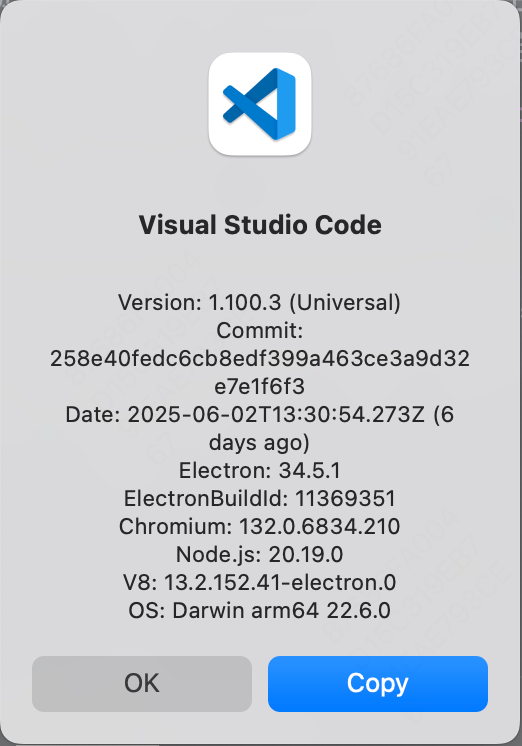 Visual Studio Code
Version: 1.100.3 (Universal)
Commit:
258e40fedc6cb8edf399a463ce3a9d32
e7e1f6f3
Date: 2025-06-02T13:30:54.273Z (6
days ago)
Electron: 34.5.1
ElectronBuildId: 11369351
Chromium: 132.0.6834.210
Node.js: 20.19.0
V8: 13.2.152.41-electron.0
OS: Darwin arm64 22.6.0
OK
Copy